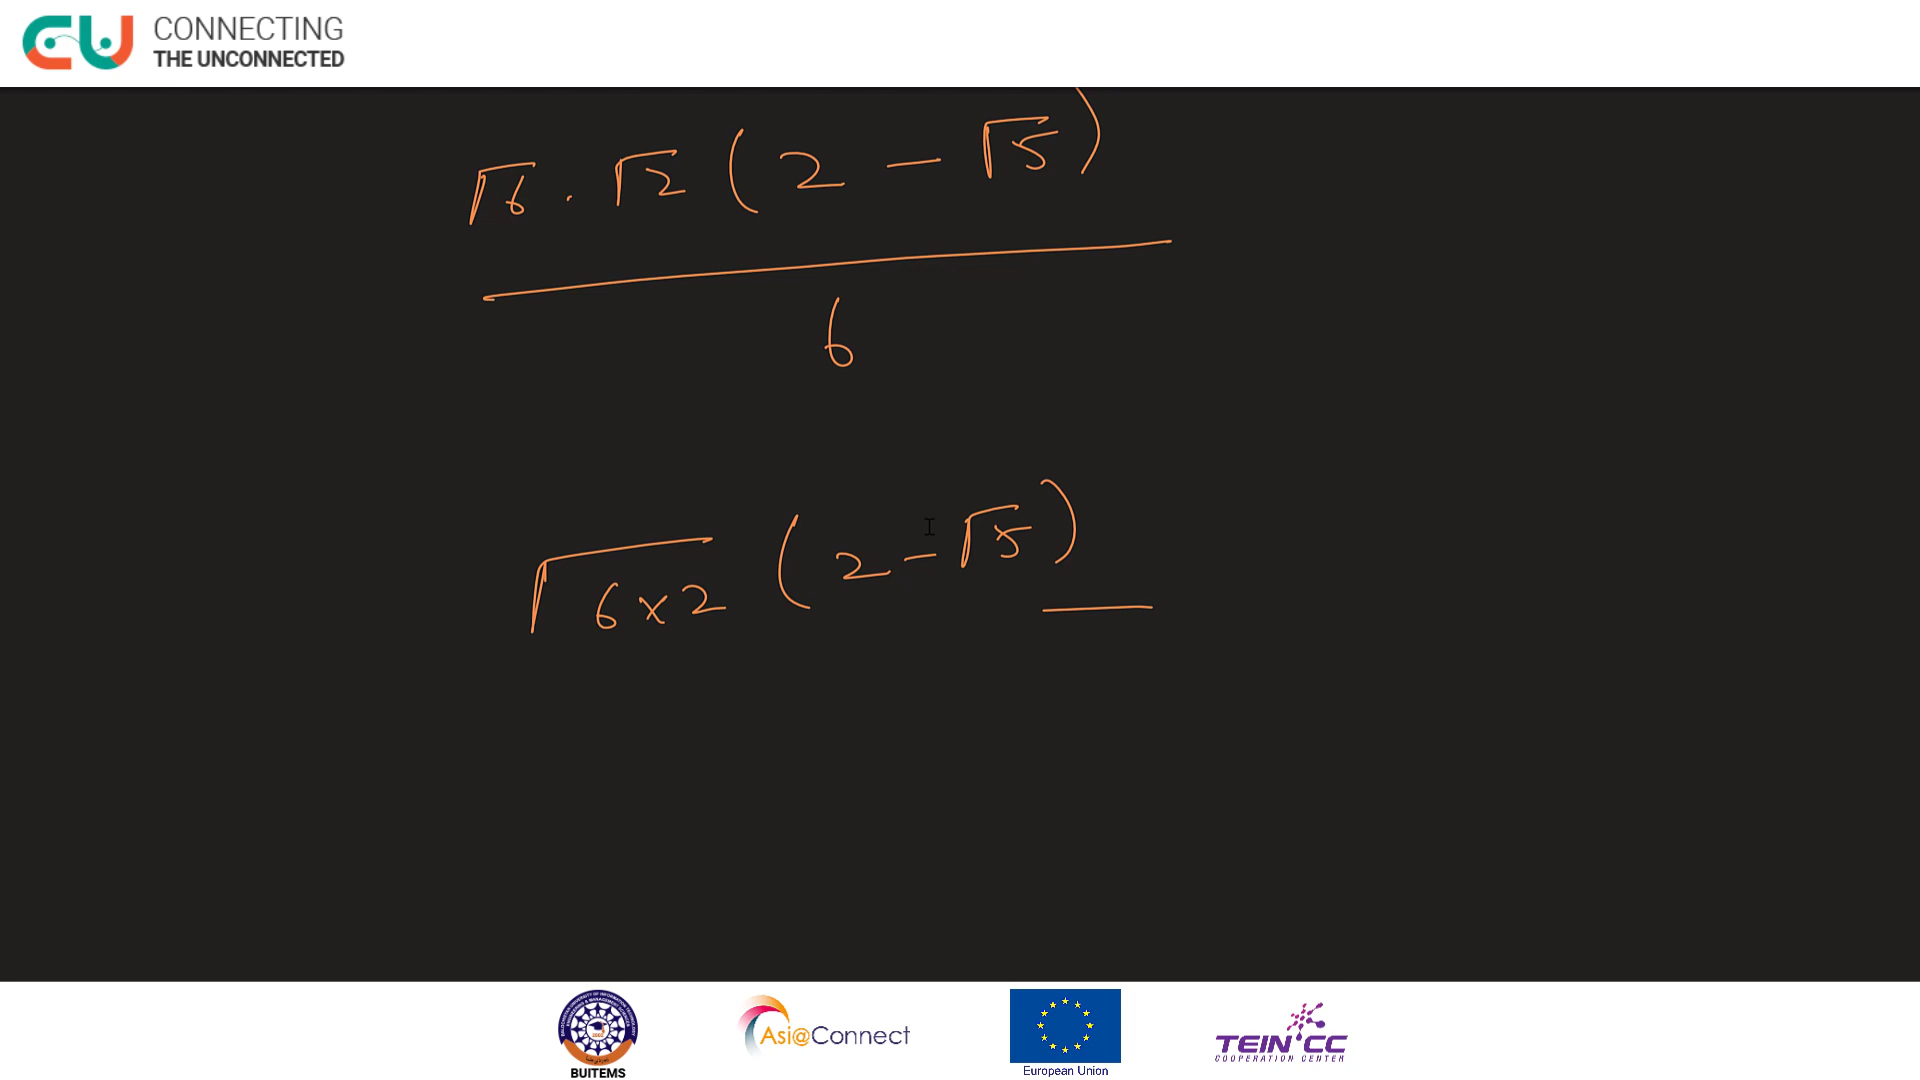 CONNECTING
THE UNCONNECTED
√6 . √2 ( 2 - √5 )
6
√6×2 ( 2 - √5 )
BUITEMS
Asi@Connect
European Union
TEIN*CC
COOPERATION CENTER